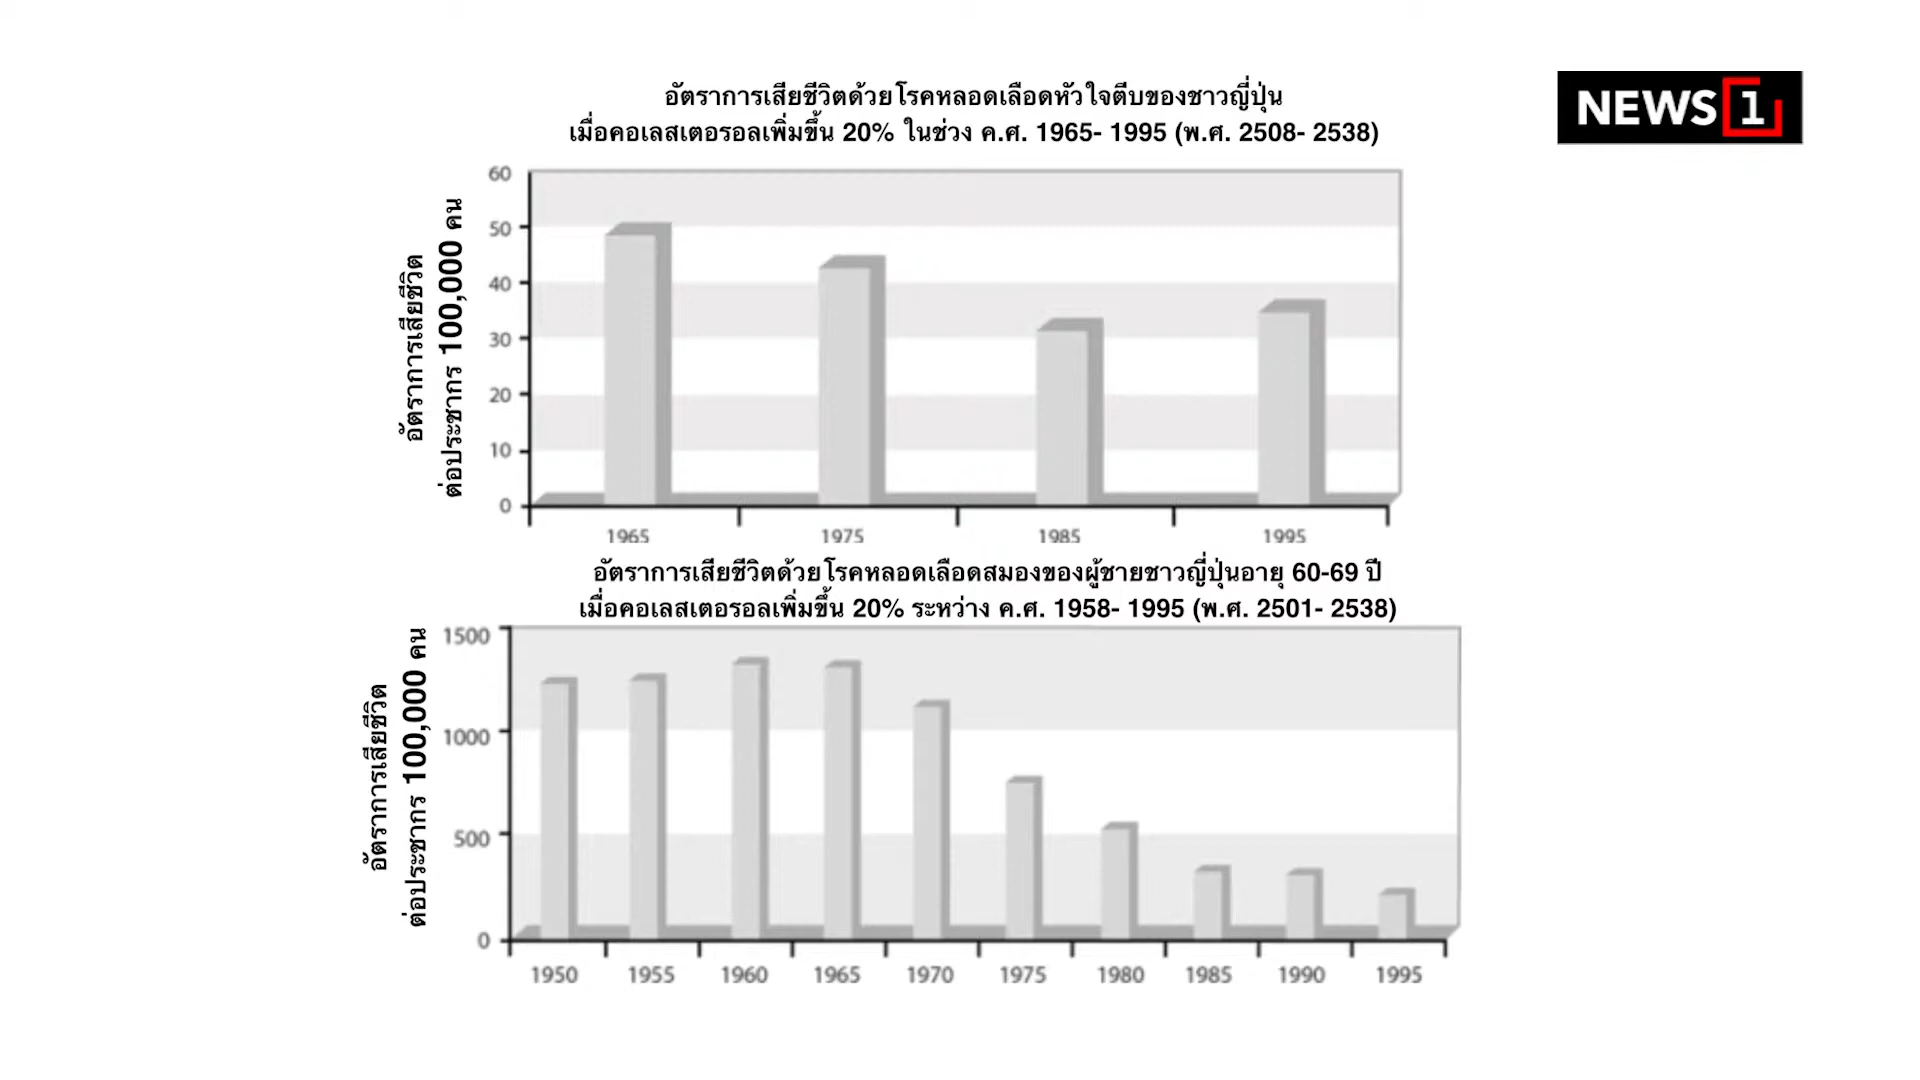 NEWS 1
อัตราการเสียชีวิตด้วยโรคหลอดเลือดหัวใจตีบของชาวญี่ปุ่น
เมื่อคอเลสเตอรอลเพิ่มขึ้น 20% ในช่วง ค.ศ. 1965- 1995 (พ.ศ. 2508- 2538)
อัตราการเสียชีวิต
ต่อประชากร 100,000 คน
60
50
40
30
20
10
0
1965 1975 1985 1995
อัตราการเสียชีวิตด้วยโรคหลอดเลือดสมองของผู้ชายชาวญี่ปุ่นอายุ 60-69 ปี
เมื่อคอเลสเตอรอลเพิ่มขึ้น 20% ระหว่าง ค.ศ. 1958- 1995 (พ.ศ. 2501- 2538)
อัตราการเสียชีวิต
ต่อประชากร 100,000 คน
1500
1000
500
0
1950 1955 1960 1965 1970 1975 1980 1985 1990 1995